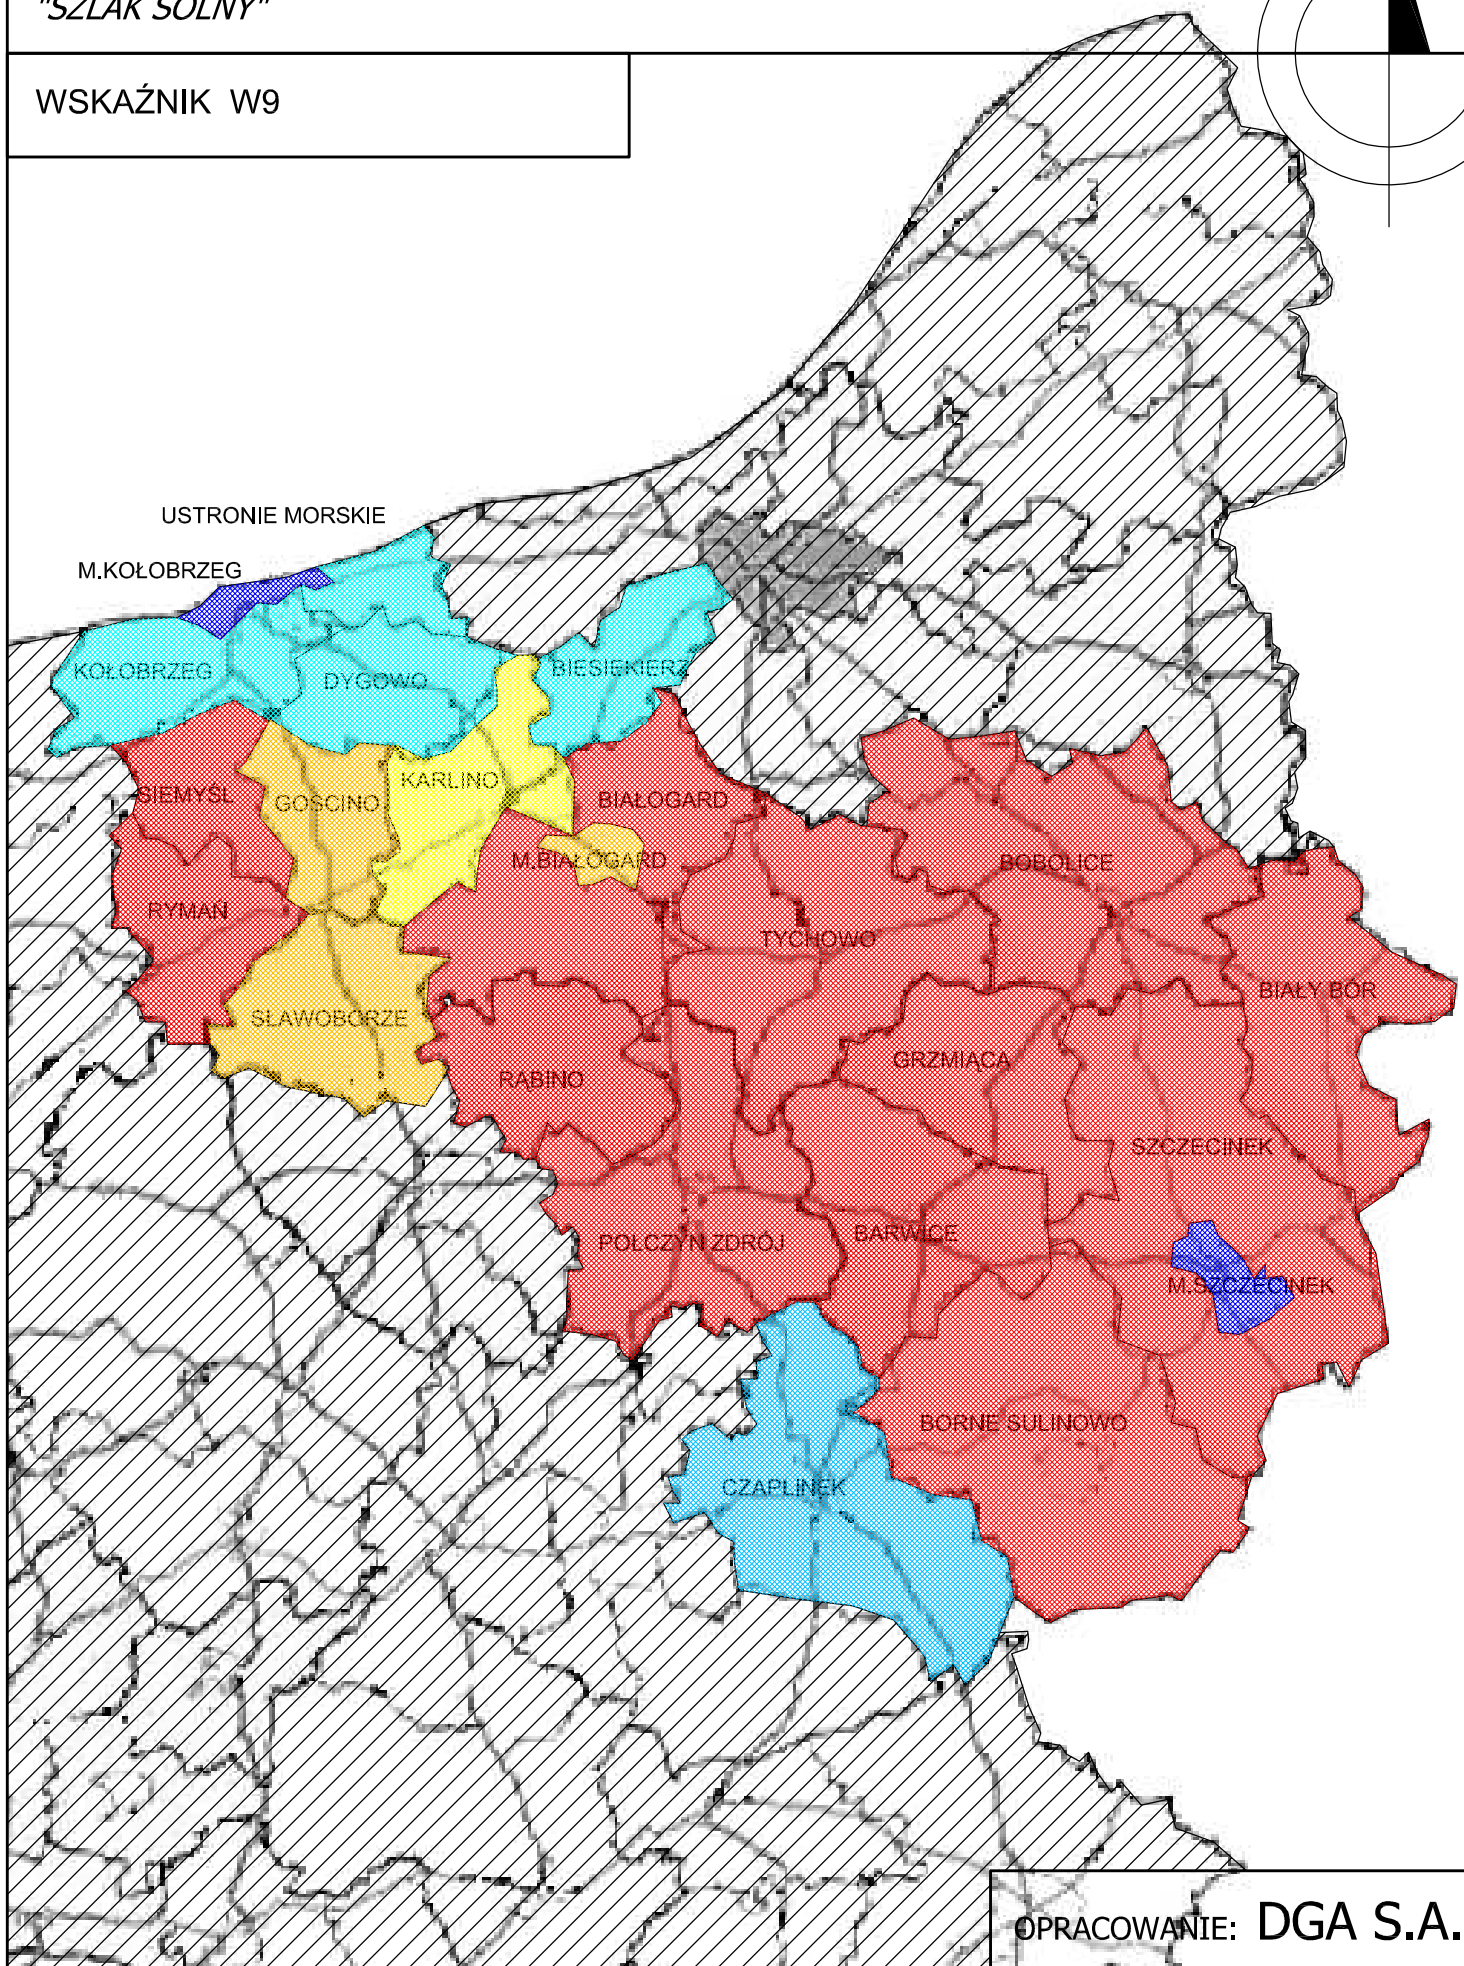 "SZLAK SOLNY"
WSKAŹNIK W9
USTRONIE MORSKIE
M.KOŁOBRZEG
KOŁOBRZEG
DYGOWO
BIESIEKIERZ
SIEMYŚL
GOŚCINO
KARLINO
BIAŁOGARD
M.BIAŁOGARD
BOBOLICE
RYMAŃ
TYCHOWO
BIAŁY BÓR
SŁAWOBORZE
GRZMIĄCA
RĄBINO
SZCZECINEK
POŁCZYN ZDRÓJ
BARWICE
M.SZCZECINEK
BORNE SULINOWO
CZAPLINEK
OPRACOWANIE: DGA S.A.